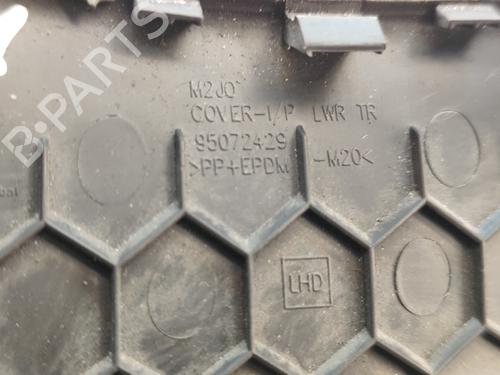 B-PARTS
M2JO
COVER-I/P LWR TR
95072429
>PP+EPDM -M20<
LHD